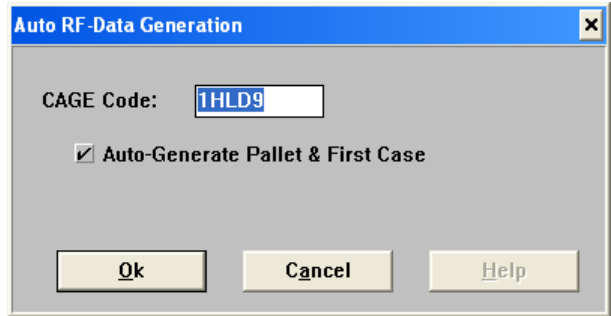 Auto RF-Data Generation
CAGE Code: 1HLD9
Auto-Generate Pallet & First Case
Ok Cancel Help